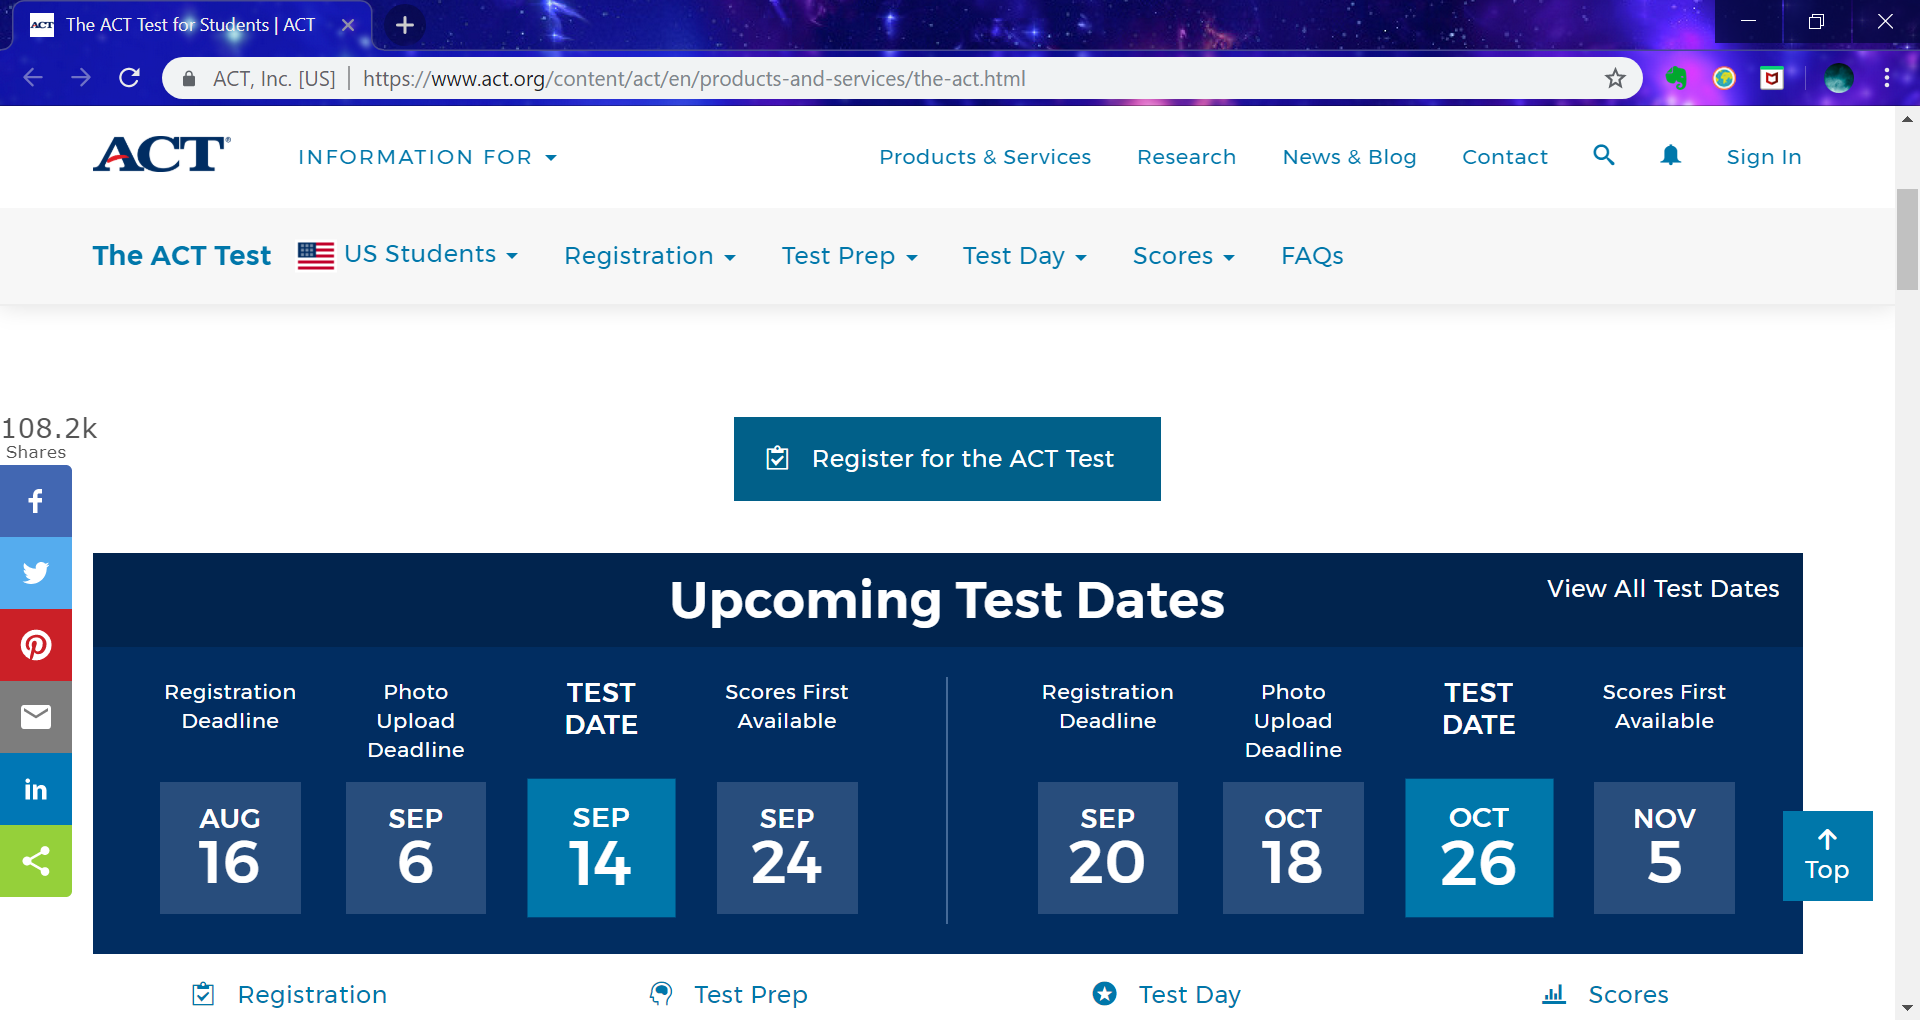 The ACT Test for Students | ACT
ACT, Inc. [US] | https://www.act.org/content/act/en/products-and-services/the-act.html
ACT® INFORMATION FOR Products & Services Research News & Blog Contact Sign In
The ACT Test US Students Registration Test Prep Test Day Scores FAQs
108.2k
Shares
Register for the ACT Test
Upcoming Test Dates
View All Test Dates
Registration
Deadline
AUG
16
Photo
Upload
Deadline
SEP
6
TEST
DATE
SEP
14
Scores First
Available
SEP
24
Registration
Deadline
SEP
20
Photo
Upload
Deadline
OCT
18
TEST
DATE
OCT
26
Scores First
Available
NOV
5
Top
Registration Test Prep Test Day Scores